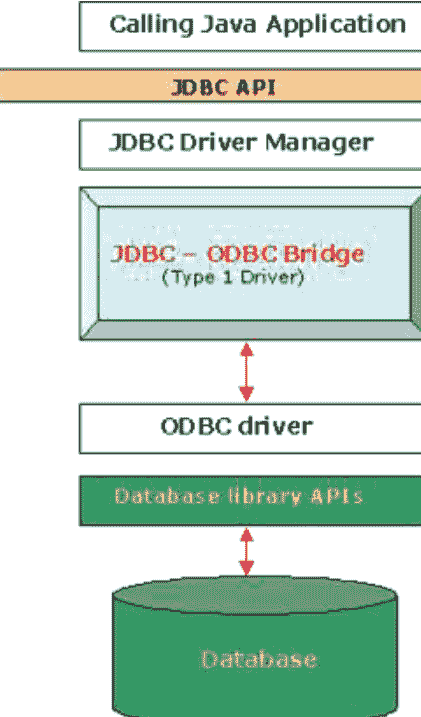 Calling Java Application
JDBC API
JDBC Driver Manager
JDBC – ODBC Bridge
(Type 1 Driver)
ODBC driver
Database library APIs
Database